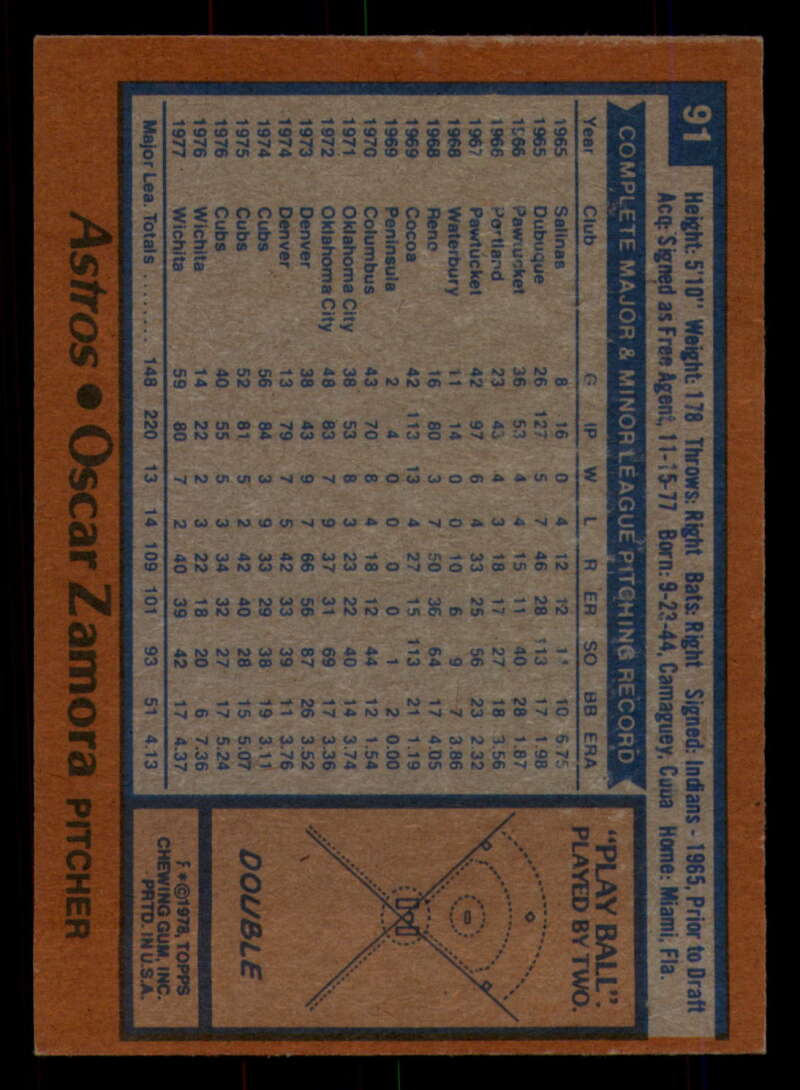 91
Height: 5'10" Weight: 178 Throws: Right Bats: Right Signed: Indians - 1965, Prior to Draft
Acq: Signed as Free Agent, 11-15-77 Born: 9-23-44, Camaguey, Cuba Home: Miami, Fla.
COMPLETE MAJOR & MINOR LEAGUE PITCHING RECORD
Year Club G IP W L R ER SO BB ERA
1965 Salinas 8 16 0 4 12 12 11 10 6.75
1965 Dubuque 26 127 5 7 46 28 113 17 1.98
1966 Pawtucket 36 53 4 4 15 11 40 28 1.87
1966 Portland 23 43 4 3 18 17 27 18 3.56
1967 Pawtucket 42 97 6 4 33 25 56 23 2.32
1968 Waterbury 11 14 0 0 10 6 9 7 3.86
1968 Reno 16 80 3 7 50 36 64 17 4.05
1969 Cocoa 42 113 13 4 27 15 113 21 1.19
1969 Peninsula 2 4 0 0 0 0 1 2 0.00
1970 Columbus 43 70 8 4 18 12 44 12 1.54
1971 Oklahoma City 38 53 8 3 23 22 40 14 3.74
1972 Oklahoma City 48 83 7 9 37 31 69 17 3.36
1973 Denver 38 143 9 7 66 56 87 26 3.52
1974 Denver 13 79 7 5 42 33 39 11 3.76
1974 Cubs 56 84 3 9 33 29 38 19 3.11
1975 Cubs 52 81 5 2 42 40 28 15 5.07
1976 Cubs 40 55 5 3 34 32 27 17 5.24
1976 Wichita 14 22 2 3 22 18 20 6 7.36
1977 Wichita 59 80 7 2 40 39 42 17 4.37
Major Lea. Totals ........ 148 220 13 14 109 101 93 51 4.13
"PLAY BALL":
PLAYED BY TWO.
DOUBLE
*©1978, TOPPS
CHEWING GUM, INC.
PRTD. IN U.S.A.
Astros • Oscar Zamora PITCHER